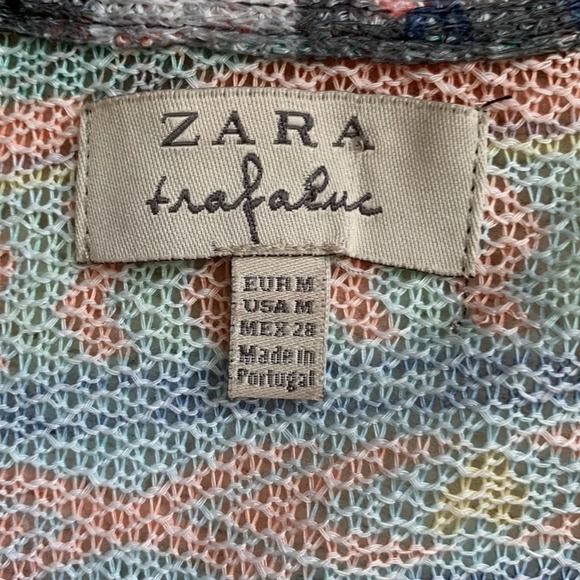 ZARA
trafaluc
EUR M
USA M
MEX 28
Made in
Portugal